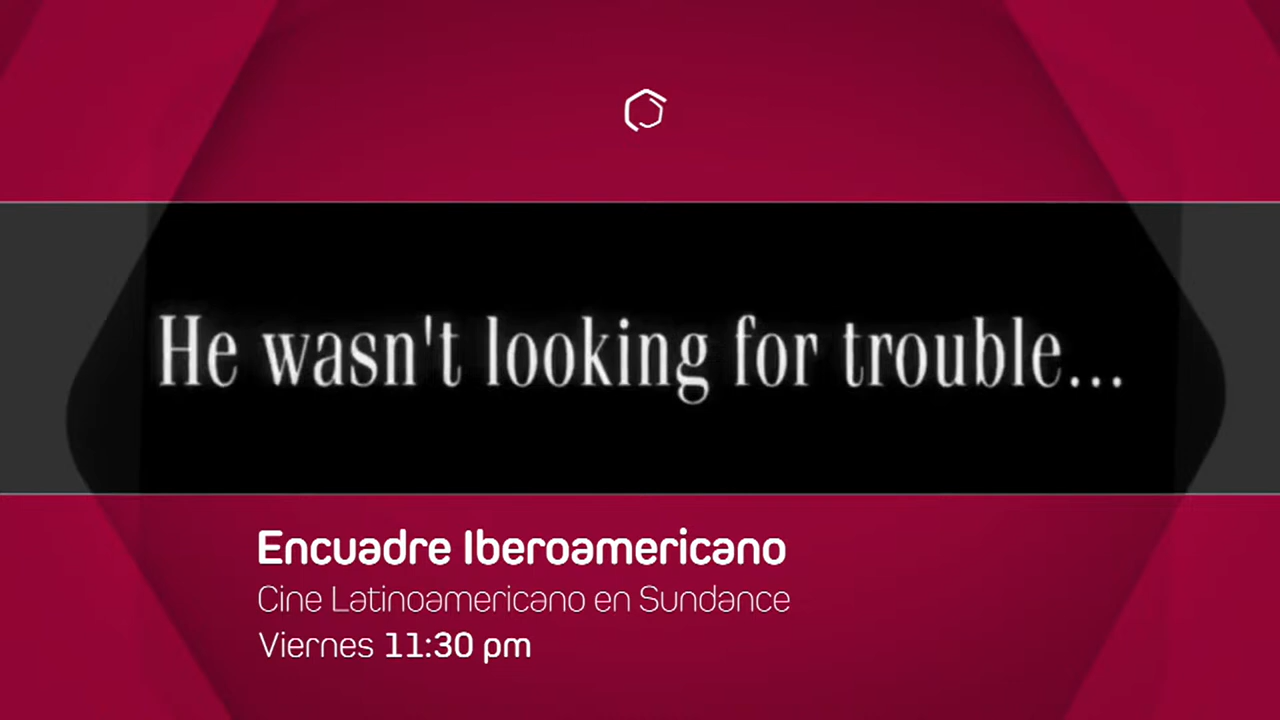 He wasn't looking for trouble...
Encuadre Iberoamericano
Cine Latinoamericano en Sundance
Viernes 11:30 pm